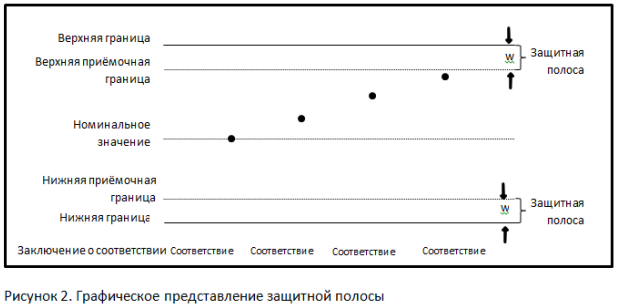 Верхняя граница
Верхняя приёмочная
граница
w
Защитная
полоса
Номинальное
значение
Нижняя приёмочная
граница
Нижняя граница
w
Защитная
полоса
Заключение о соответствии Соответствие Соответствие Соответствие Соответствие
Рисунок 2. Графическое представление защитной полосы